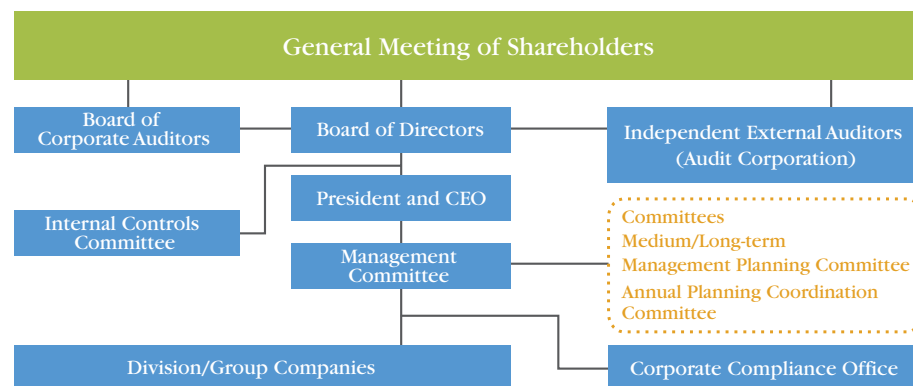 General Meeting of Shareholders
Board of
Corporate Auditors
Board of Directors
Independent External Auditors
(Audit Corporation)
President and CEO
Internal Controls
Committee
Management
Committee
Committees
Medium/Long-term
Management Planning Committee
Annual Planning Coordination
Committee
Division/Group Companies
Corporate Compliance Office